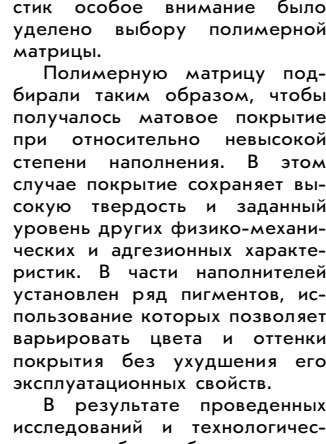 стик особое внимание было
уделено выбору полимерной
матрицы.
Полимерную матрицу под-
бирали таким образом, чтобы
получалось матовое покрытие
при относительно невысокой
степени наполнения. В этом
случае покрытие сохраняет вы-
сокую твердость и заданный
уровень других физико-механи-
ческих и адгезионных характе-
ристик. В части наполнителей
установлен ряд пигментов, ис-
пользование которых позволяет
варьировать цвета и оттенки
покрытия без ухудшения его
эксплуатационных свойств.
В результате проведенных
исследований и технологичес-